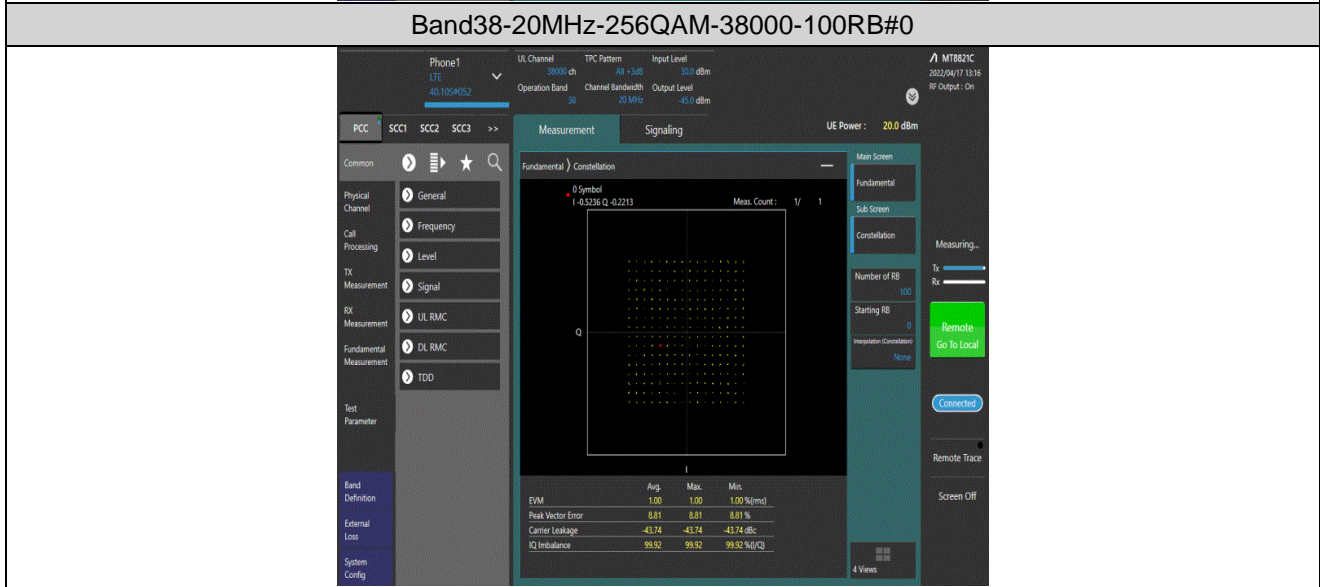 Band38-20MHz-256QAM-38000-100RB#0
Phone1
LTE
40.10S#052
UL Channel TPC Pattern Input Level
38000 ch All +3dB 30.0 dBm
Operation Band Channel Bandwidth Output Level
38 20 MHz -45.0 dBm
MT8821C
2022/04/17 13:16
RF Output : On
PCC SCC1 SCC2 SCC3 >>
Measurement Signaling
UE Power : 20.0 dBm
Common
Physical
Channel
Call
Processing
TX
Measurement
RX
Measurement
Fundamental
Measurement
Test
Parameter
Band
Definition
External
Loss
System
Config
General
Frequency
Level
Signal
UL RMC
DL RMC
TDD
Fundamental Constellation
0 Symbol
I -0.5236 Q -0.2213 Meas. Count : 1/ 1
Q
I
Avg. Max. Min.
EVM 1.00 1.00 1.00 %(rms)
Peak Vector Error 8.81 8.81 8.81 %
Carrier Leakage -43.74 -43.74 -43.74 dBc
IQ Imbalance 99.92 99.92 99.92 %(I/Q)
Main Screen
Fundamental
Sub Screen
Constellation
Number of RB
100
Starting RB
0
Interpolation (Constellation)
None
4 Views
Measuring...
Tx
Rx
Remote
Go To Local
Connected
Remote Trace
Screen Off